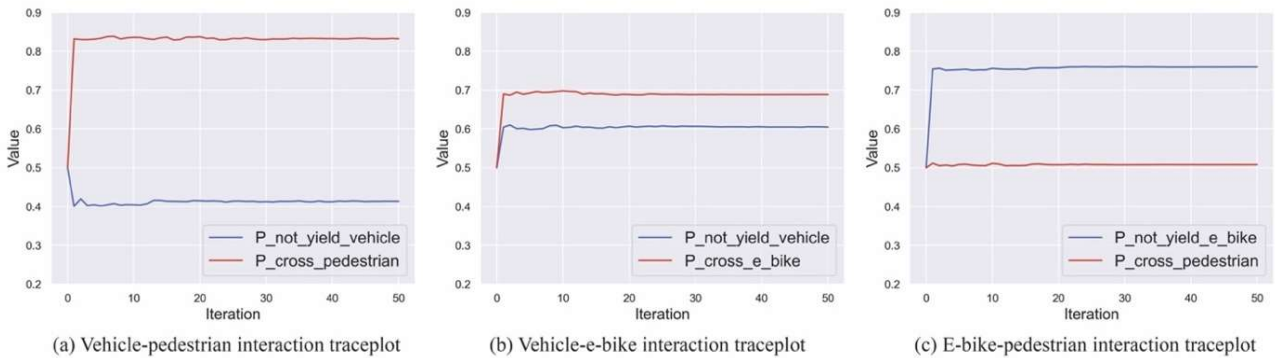 0.9
0.8
0.7
0.6
0.5
0.4
0.3
0.2
Value
0 10 20 30 40 50
Iteration
P_not_yield_vehicle
P_cross_pedestrian
(a) Vehicle-pedestrian interaction traceplot
0.9
0.8
0.7
0.6
0.5
0.4
0.3
0.2
Value
0 10 20 30 40 50
Iteration
P_not_yield_vehicle
P_cross_e_bike
(b) Vehicle-e-bike interaction traceplot
0.9
0.8
0.7
0.6
0.5
0.4
0.3
0.2
Value
0 10 20 30 40 50
Iteration
P_not_yield_e_bike
P_cross_pedestrian
(c) E-bike-pedestrian interaction traceplot